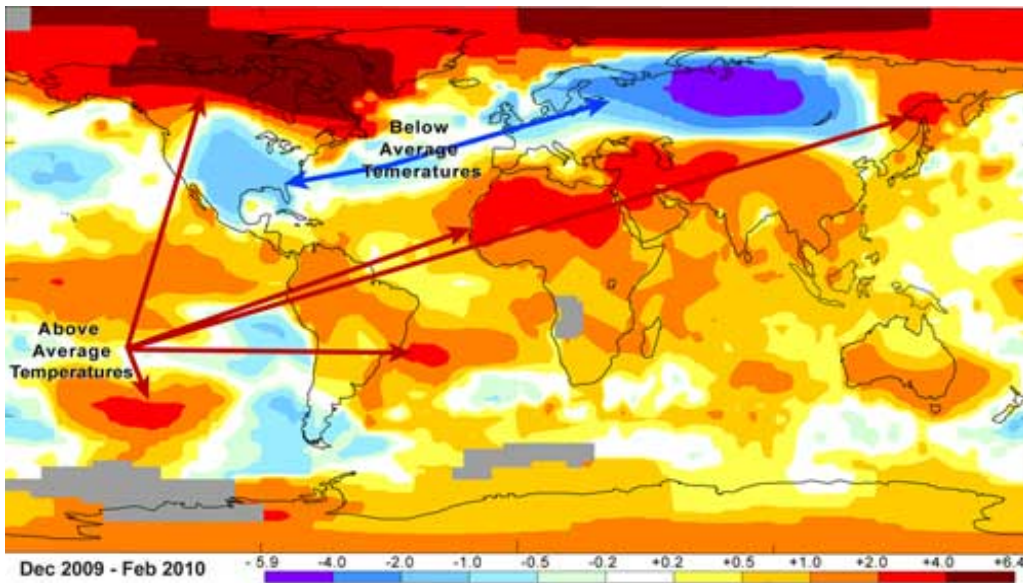 Below
Average
Temeratures
Above
Average
Temperatures
Dec 2009 - Feb 2010
-5.9 -4.0 -2.0 -1.0 -0.5 -0.2 +0.2 +0.5 +1.0 +2.0 +4.0 +6.4